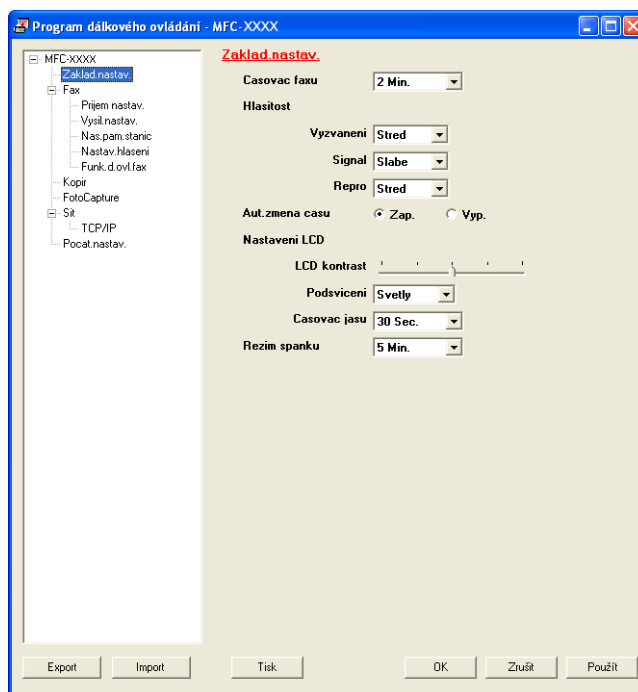 Program dálkového ovládání - MFC-XXXX
MFC-XXXX
Zaklad.nastav.
Fax
Prijem nastav.
Vysil.nastav.
Nas.pam.stanic
Nastav.hlaseni
Funk.d.ovl.fax
Kopir
FotoCapture
Sit
TCP/IP
Pocat.nastav.
Zaklad.nastav.
Casovac faxu 2 Min.
Hlasitost
Vyzvaneni Stred
Signal Slabe
Repro Stred
Aut.zmena casu Zap. Vyp.
Nastaveni LCD
LCD kontrast
Podsviceni Svetly
Casovac jasu 30 Sec.
Rezim spanku 5 Min.
Export Import Tisk OK Zrušit Použít